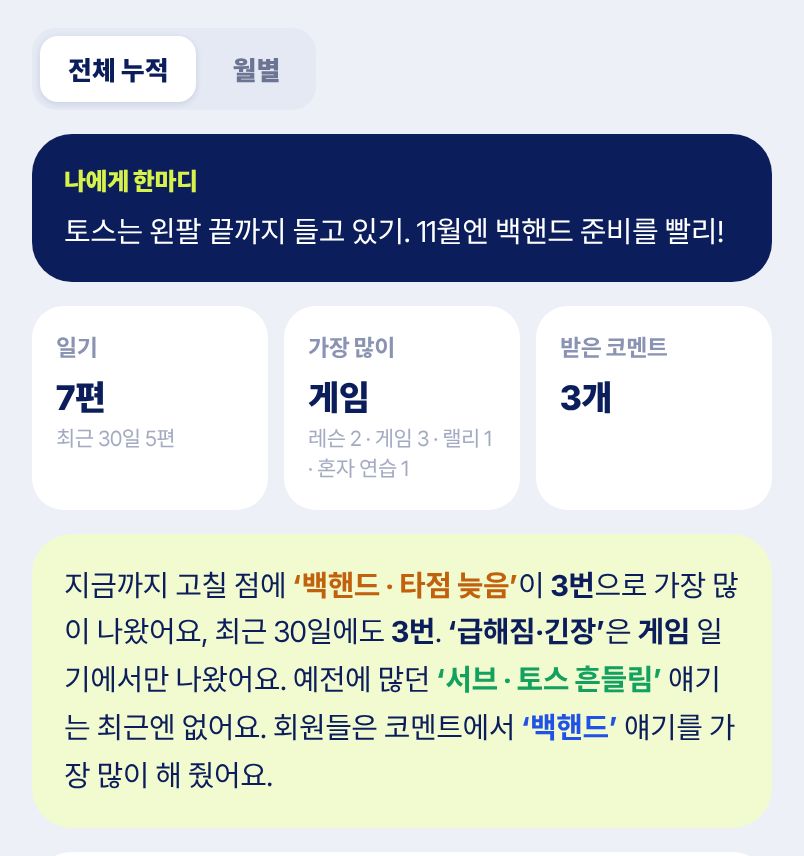 전체 누적 월별
나에게 한마디
토스는 왼팔 끝까지 들고 있기. 11월엔 백핸드 준비를 빨리!
일기
7편
최근 30일 5편
가장 많이
게임
레슨 2 · 게임 3 · 랠리 1
· 혼자 연습 1
받은 코멘트
3개
지금까지 고칠 점에 ‘백핸드 · 타점 늦음’이 3번으로 가장 많
이 나왔어요, 최근 30일에도 3번. ‘급해짐·긴장’은 게임 일
기에서만 나왔어요. 예전에 많던 ‘서브 · 토스 흔들림’ 얘기
는 최근엔 없어요. 회원들은 코멘트에서 ‘백핸드’ 얘기를 가
장 많이 해 줬어요.